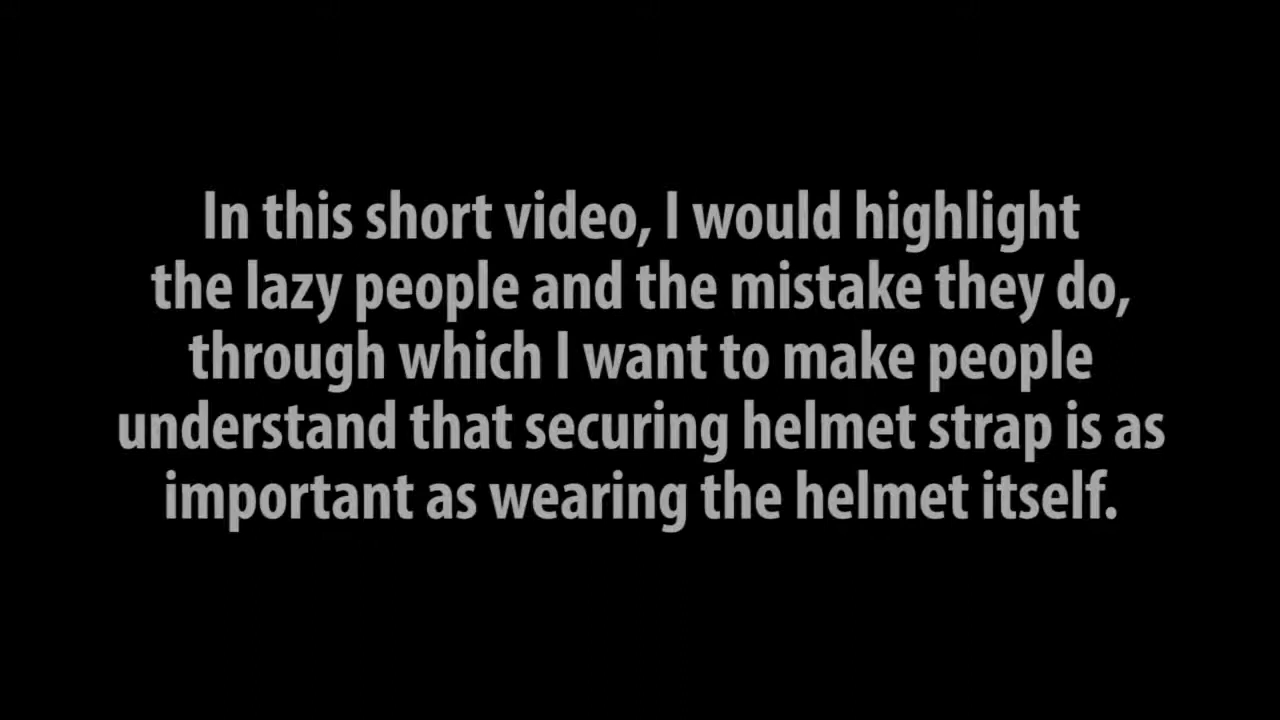 In this short video, I would highlight
the lazy people and the mistake they do,
through which I want to make people
understand that securing helmet strap is as
important as wearing the helmet itself.